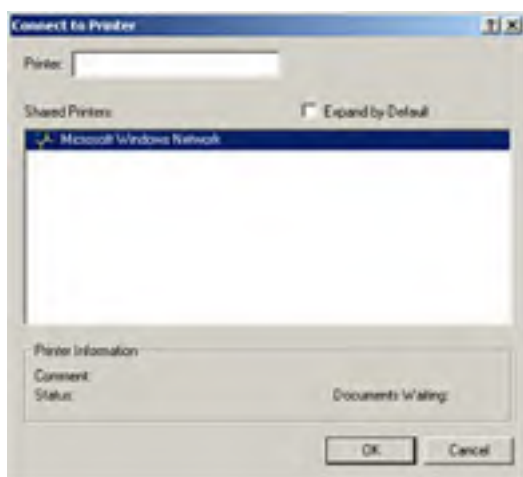 Connect to Printer
Printer:
Shared Printers: Expand by Default
Microsoft Windows Network
Printer Information
Comment:
Status: Documents Waiting:
OK Cancel